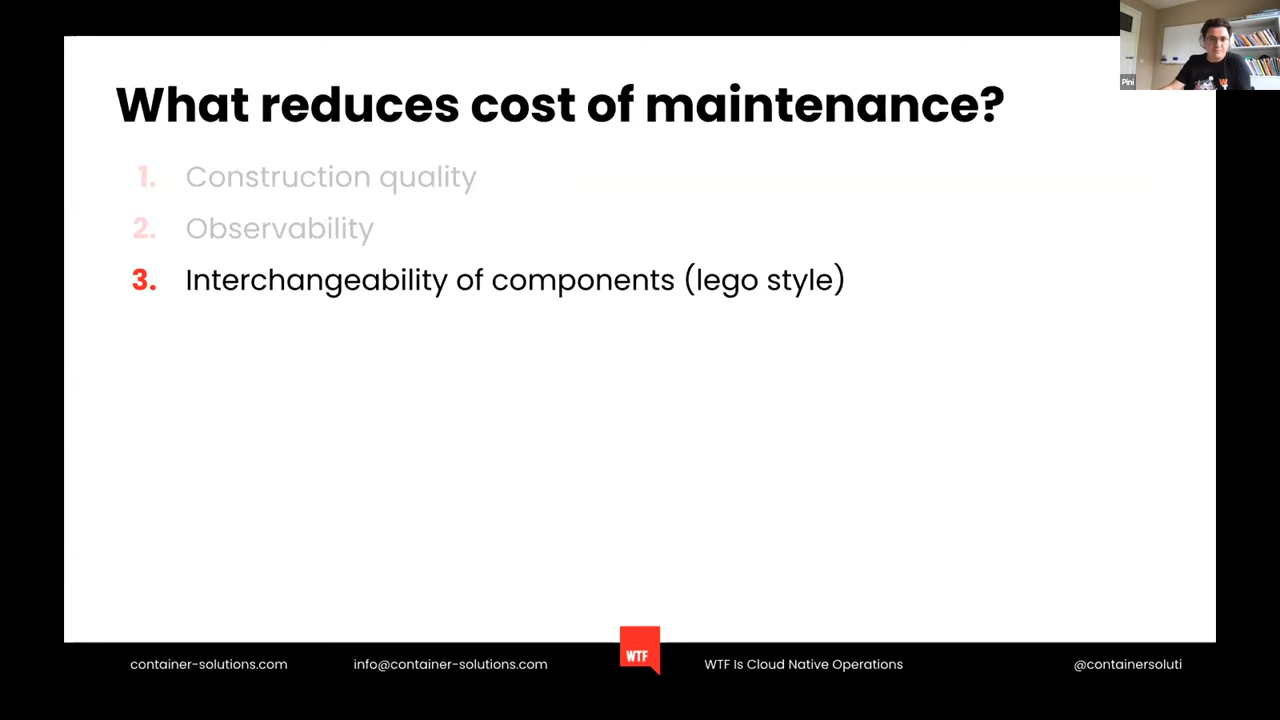 What reduces cost of maintenance?
1. Construction quality
2. Observability
3. Interchangeability of components (lego style)
Pini
container-solutions.com
info@container-solutions.com
WTF
WTF Is Cloud Native Operations
@containersoluti